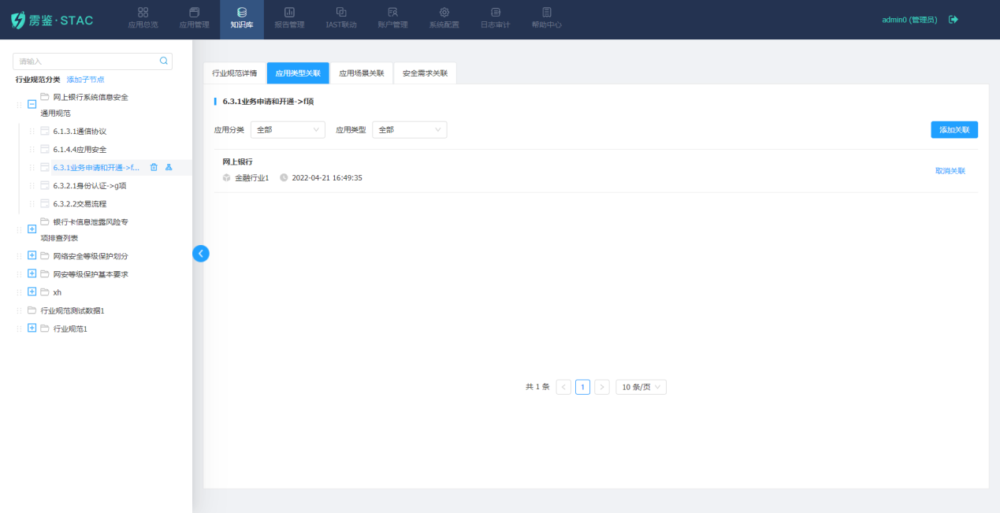 雳鉴·STAC
应用总览
应用管理
知识库
报告管理
IAST联动
账户管理
系统配置
日志审计
帮助中心
admin0 (管理员)
请输入
行业规范分类 添加子节点
网上银行系统信息安全
通用规范
6.1.3.1通信协议
6.1.4.4应用安全
6.3.1业务申请和开通->f...
6.3.2.1身份认证->g项
6.3.2.2交易流程
银行卡信息泄露风险专
项排查列表
网络安全等级保护划分
网安等级保护基本要求
xh
行业规范测试数据1
行业规范1
行业规范详情
应用类型关联
应用场景关联
安全需求关联
6.3.1业务申请和开通->f项
应用分类 全部 应用类型 全部
添加关联
网上银行
金融行业1 2022-04-21 16:49:35
取消关联
共 1 条 < 1 > 10 条/页